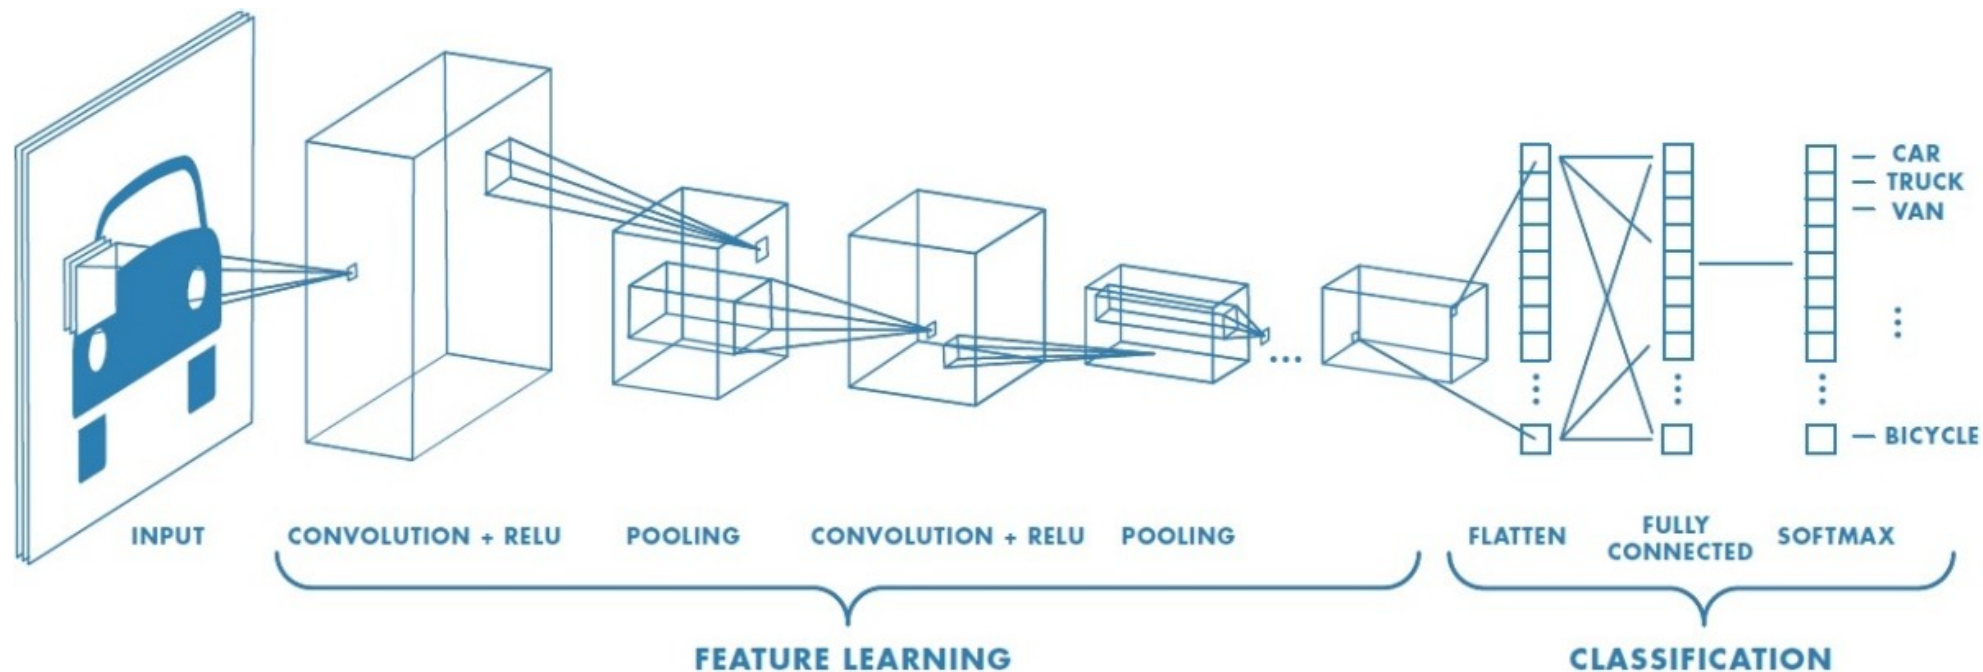 CAR
TRUCK
VAN
BICYCLE
INPUT
CONVOLUTION + RELU
POOLING
CONVOLUTION + RELU
POOLING
FLATTEN
FULLY
CONNECTED
SOFTMAX
FEATURE LEARNING
CLASSIFICATION